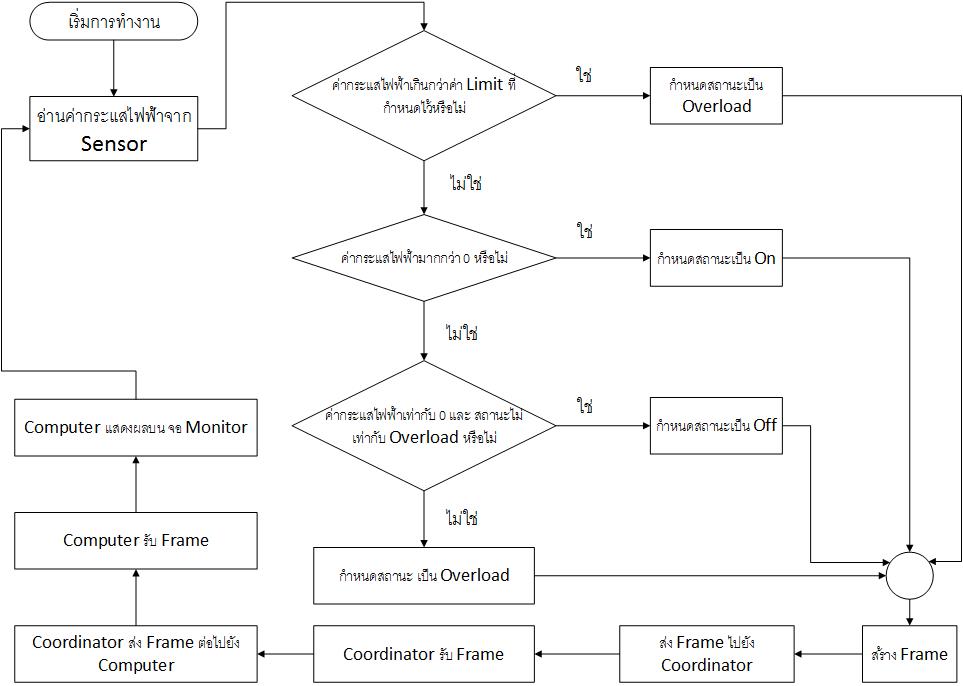 เริ่มการทำงาน
อ่านค่ากระแสไฟฟ้าจาก
Sensor
ค่ากระแสไฟฟ้าเกินกว่าค่า Limit ที่
กำหนดไว้หรือไม่
ใช่
กำหนดสถานะเป็น
Overload
ไม่ใช่
ค่ากระแสไฟฟ้ามากกว่า 0 หรือไม่
ใช่
กำหนดสถานะเป็น On
ไม่ใช่
ค่ากระแสไฟฟ้าเท่ากับ 0 และ สถานะไม่
เท่ากับ Overload หรือไม่
ใช่
กำหนดสถานะเป็น Off
ไม่ใช่
กำหนดสถานะ เป็น Overload
สร้าง Frame
ส่ง Frame ไปยัง
Coordinator
Coordinator รับ Frame
Coordinator ส่ง Frame ต่อไปยัง
Computer
Computer รับ Frame
Computer แสดงผลบน จอ Monitor